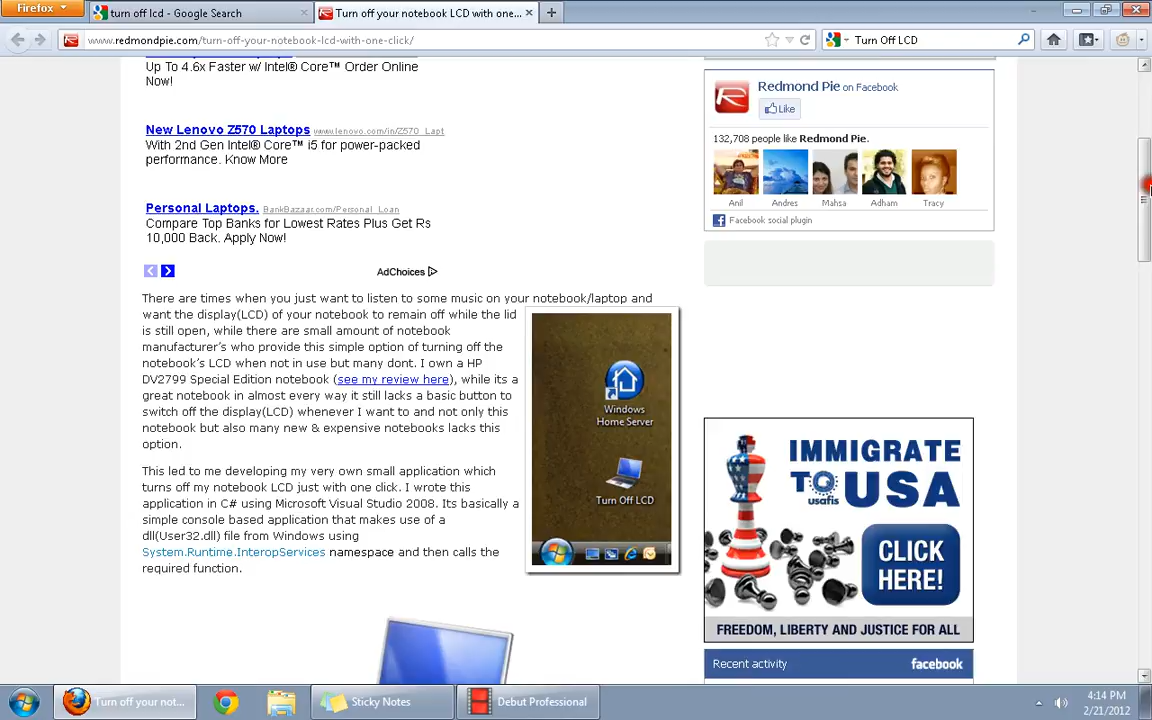 Firefox
turn off lcd - Google Search
Turn off your notebook LCD with one...
www.redmondpie.com/turn-off-your-notebook-lcd-with-one-click/
Turn Off LCD
Up To 4.6x Faster w/ Intel® Core™ Order Online
Now!
New Lenovo Z570 Laptops www.lenovo.com/in/Z570_Lapt
With 2nd Gen Intel® Core™ i5 for power-packed
performance. Know More
Personal Laptops. BankBazaar.com/Personal_Loan
Compare Top Banks for Lowest Rates Plus Get Rs
10,000 Back. Apply Now!
AdChoices
There are times when you just want to listen to some music on your notebook/laptop and
want the display(LCD) of your notebook to remain off while the lid
is still open, while there are small amount of notebook
manufacturer's who provide this simple option of turning off the
notebook's LCD when not in use but many dont. I own a HP
DV2799 Special Edition notebook (see my review here), while its a
great notebook in almost every way it still lacks a basic button to
switch off the display(LCD) whenever I want to and not only this
notebook but also many new & expensive notebooks lacks this
option.
This led to me developing my very own small application which
turns off my notebook LCD just with one click. I wrote this
application in C# using Microsoft Visual Studio 2008. Its basically a
simple console based application that makes use of a
dll(User32.dll) file from Windows using
System.Runtime.InteropServices namespace and then calls the
required function.
Windows
Home Server
Turn Off LCD
Redmond Pie on Facebook
Like
132,708 people like Redmond Pie.
Anil Andres Mahsa Adham Tracy
Facebook social plugin
IMMIGRATE
TO USA
usafis
CLICK
HERE!
FREEDOM, LIBERTY AND JUSTICE FOR ALL
Recent activity facebook
Turn off your not...
Sticky Notes
Debut Professional
4:14 PM
2/21/2012